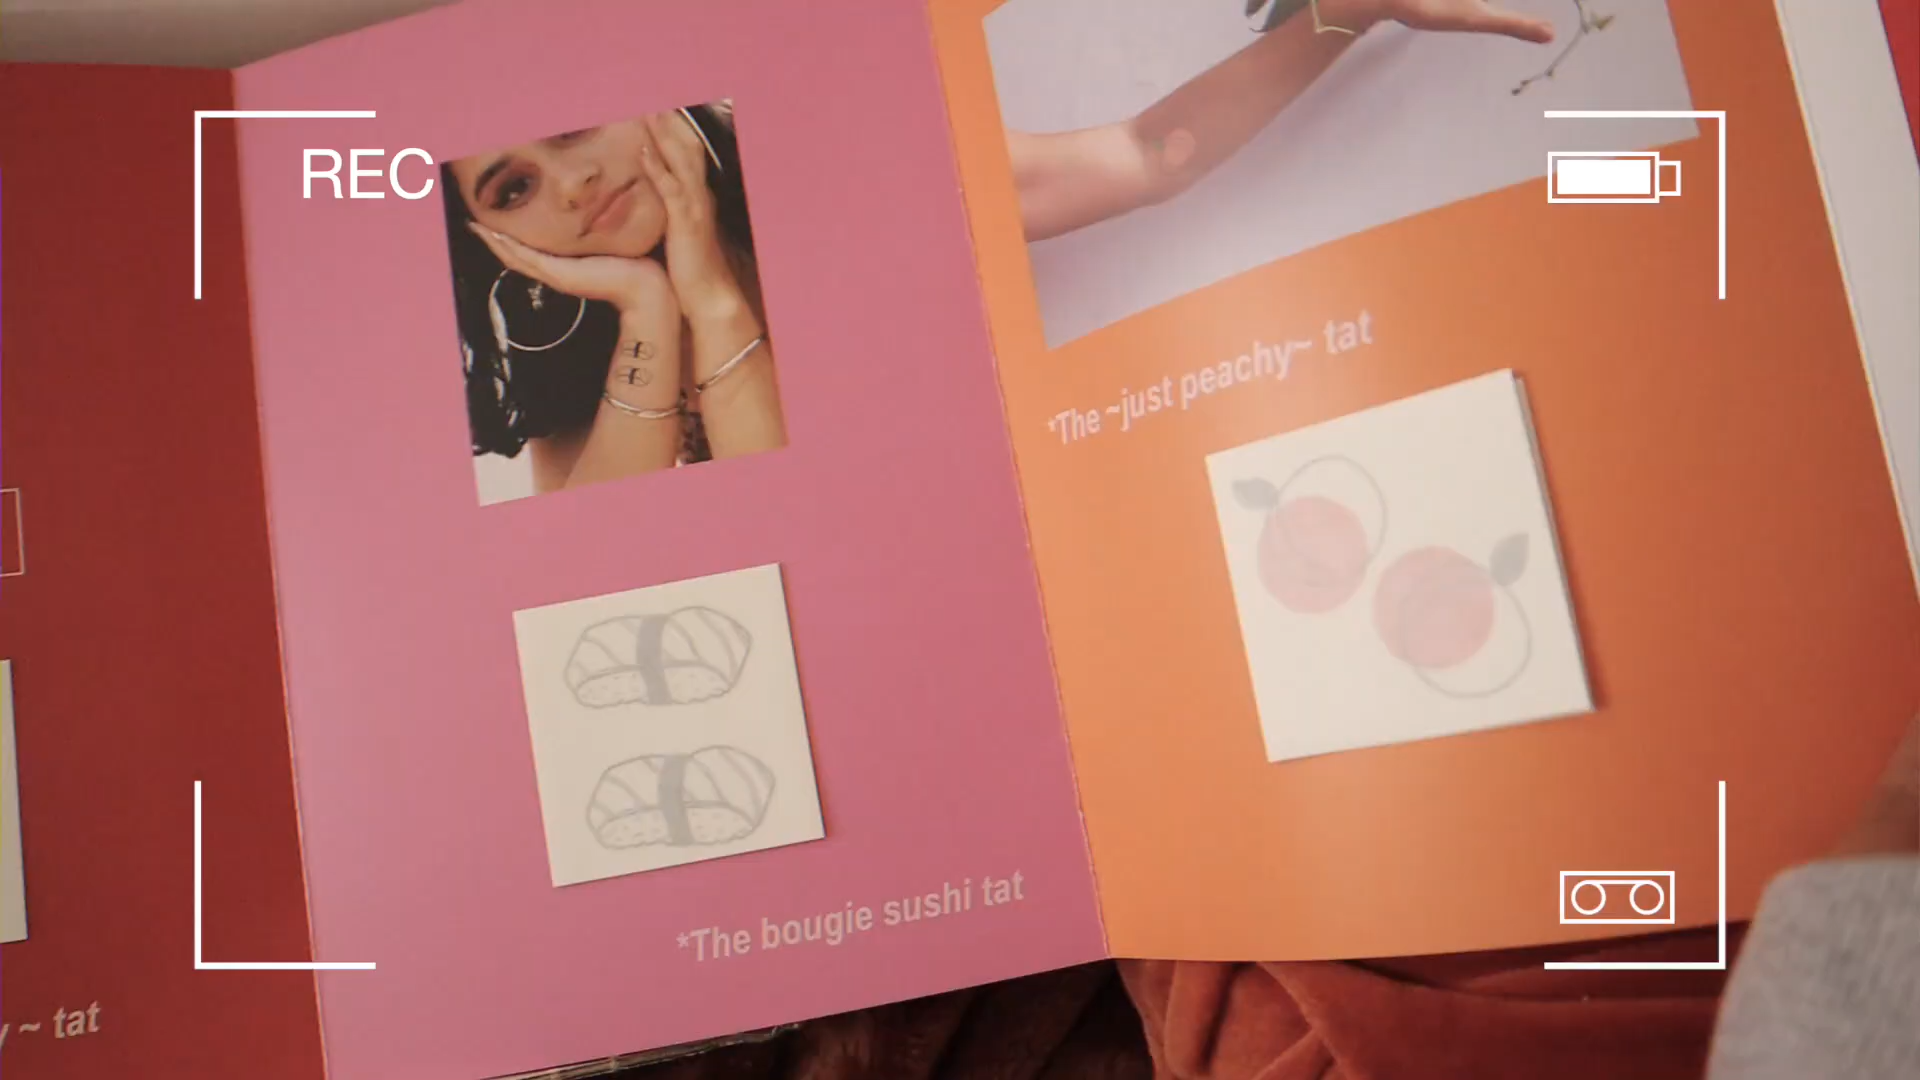 REC
*The ~just peachy~ tat
*The bougie sushi tat
~ tat